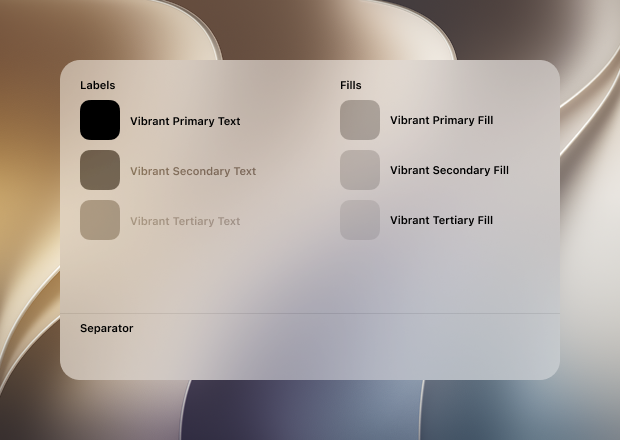 Labels
Vibrant Primary Text
Vibrant Secondary Text
Vibrant Tertiary Text
Fills
Vibrant Primary Fill
Vibrant Secondary Fill
Vibrant Tertiary Fill
Separator